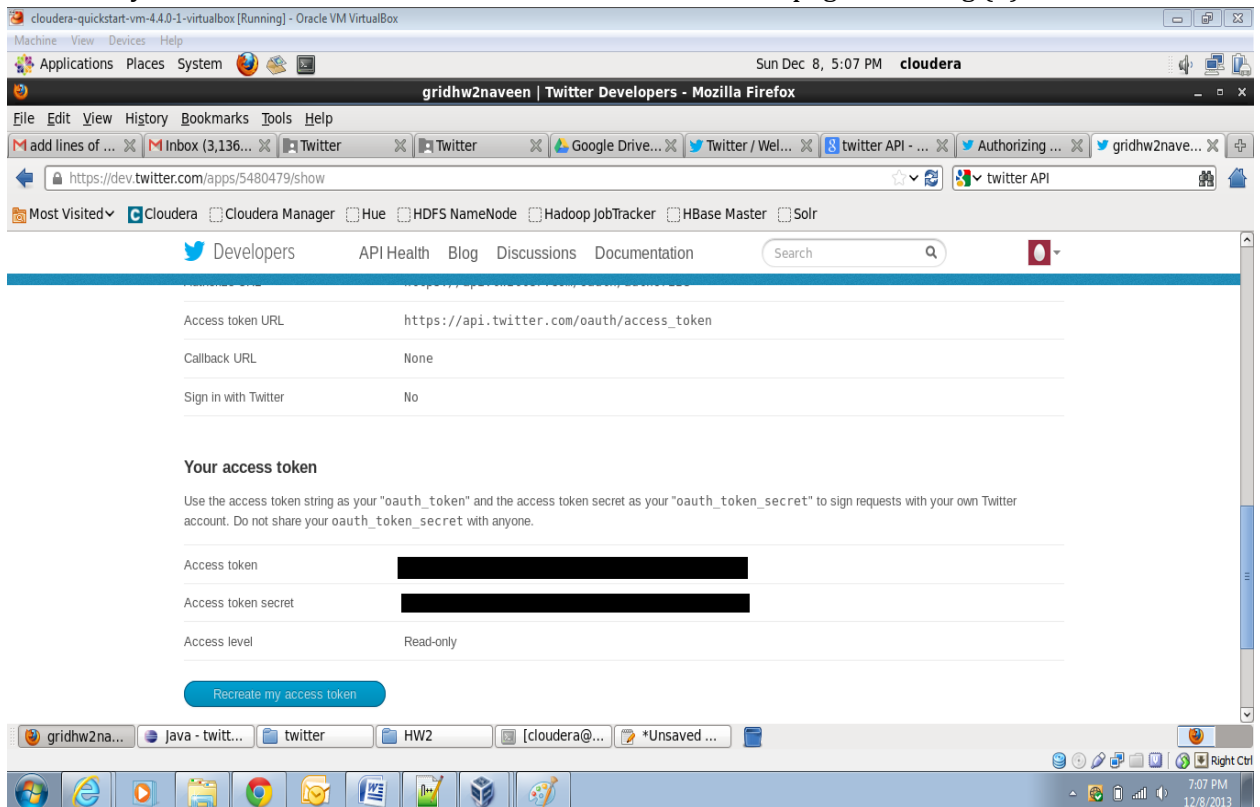 cloudera-quickstart-vm-4.4.0-1-virtualbox [Running] - Oracle VM VirtualBox
Machine View Devices Help
Applications Places System Sun Dec 8, 5:07 PM cloudera
gridhw2naveen | Twitter Developers - Mozilla Firefox
File Edit View History Bookmarks Tools Help
add lines of ... Inbox (3,136... Twitter Twitter Google Drive... Twitter / Wel... twitter API - ... Authorizing ... gridhw2nave...
https://dev.twitter.com/apps/5480479/show twitter API
Most Visited Cloudera Cloudera Manager Hue HDFS NameNode Hadoop JobTracker HBase Master Solr
Developers API Health Blog Discussions Documentation Search
Access token URL https://api.twitter.com/oauth/access_token
Callback URL None
Sign in with Twitter No
Your access token
Use the access token string as your "oauth_token" and the access token secret as your "oauth_token_secret" to sign requests with your own Twitter
account. Do not share your oauth_token_secret with anyone.
Access token
Access token secret
Access level Read-only
Recreate my access token
gridhw2na... Java - twitt... twitter HW2 [cloudera@... *Unsaved ...
Right Ctrl
7:07 PM
12/8/2013